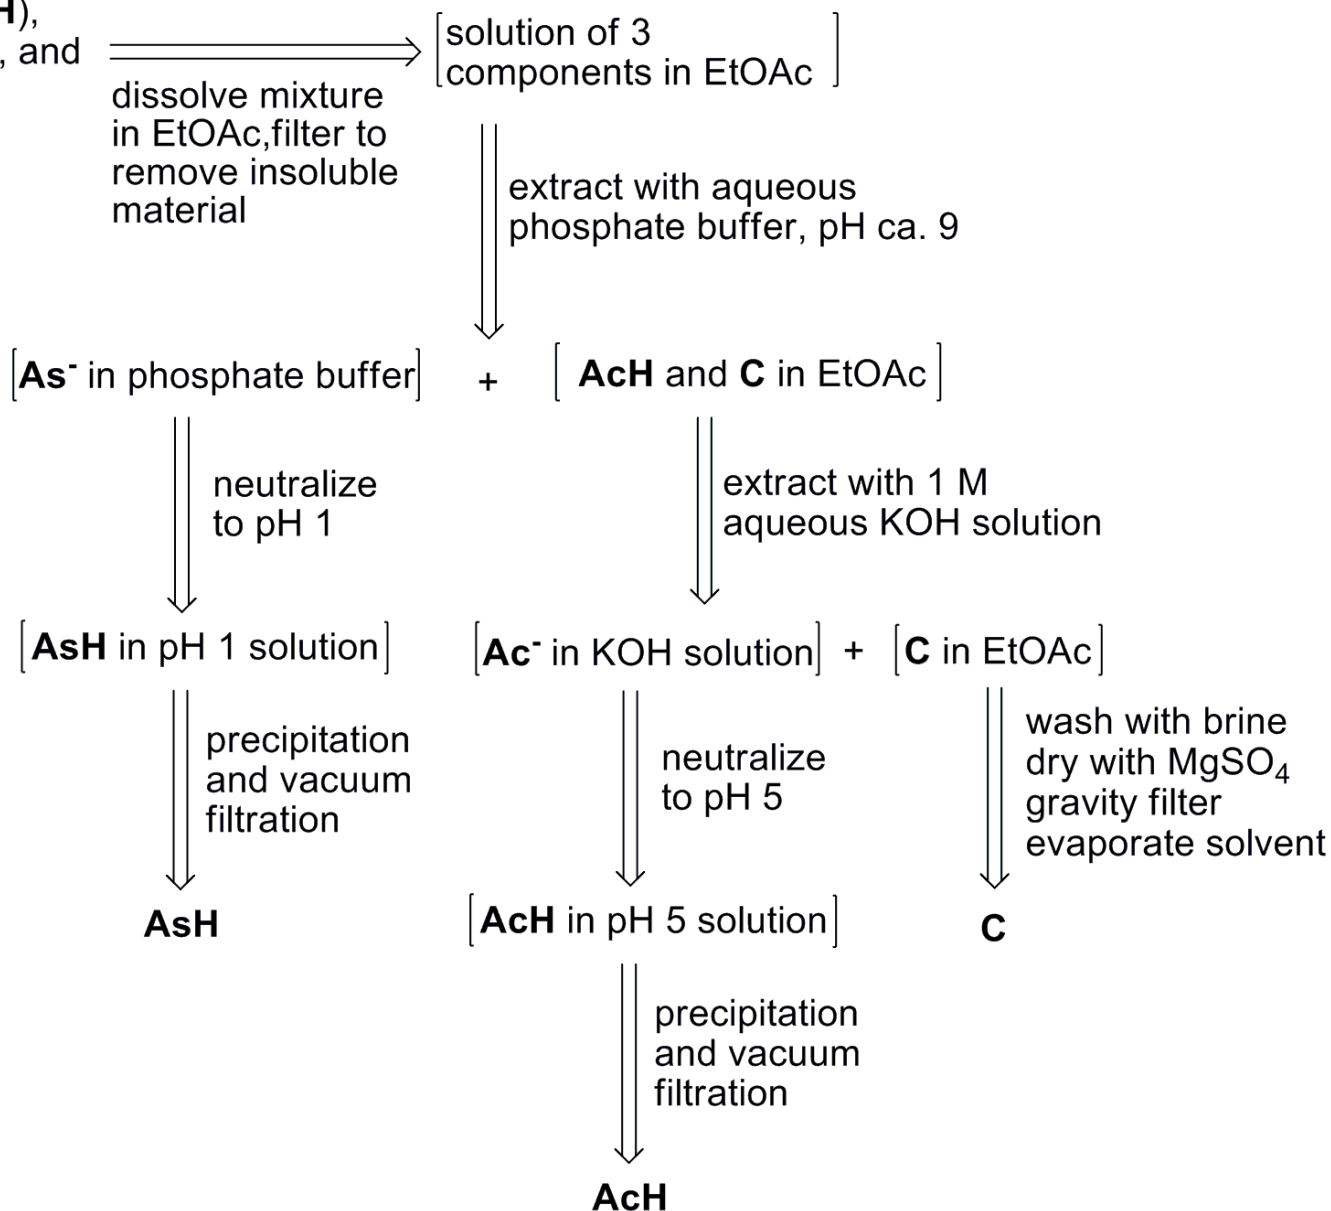 H),
, and
[solution of 3
components in EtOAc ]
dissolve mixture
in EtOAc,filter to
remove insoluble
material
extract with aqueous
phosphate buffer, pH ca. 9
[As⁻ in phosphate buffer] + [ AcH and C in EtOAc ]
neutralize
to pH 1
extract with 1 M
aqueous KOH solution
[AsH in pH 1 solution] [Ac⁻ in KOH solution] + [C in EtOAc]
precipitation
and vacuum
filtration
neutralize
to pH 5
wash with brine
dry with MgSO₄
gravity filter
evaporate solvent
AsH
[AcH in pH 5 solution]
C
precipitation
and vacuum
filtration
AcH